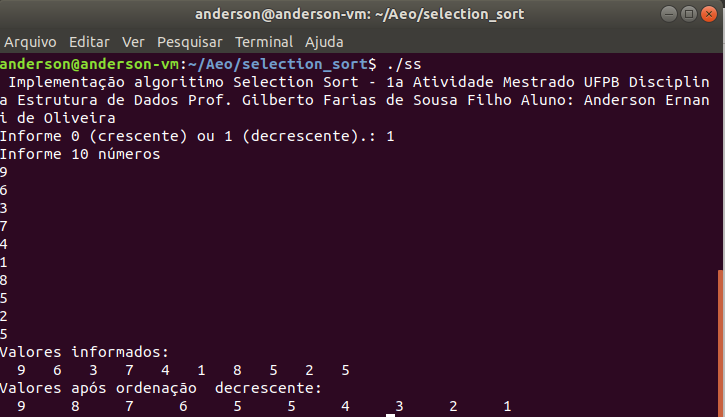 anderson@anderson-vm: ~/Aeo/selection_sort
Arquivo Editar Ver Pesquisar Terminal Ajuda
anderson@anderson-vm:~/Aeo/selection_sort$ ./ss
Implementação algoritimo Selection Sort - 1a Atividade Mestrado UFPB Disciplin
a Estrutura de Dados Prof. Gilberto Farias de Sousa Filho Aluno: Anderson Ernan
i de Oliveira
Informe 0 (crescente) ou 1 (decrescente).: 1
Informe 10 números
9
6
3
7
4
1
8
5
2
5
Valores informados:
9 6 3 7 4 1 8 5 2 5
Valores após ordenação  decrescente:
9 8 7 6 5 5 4 3 2 1